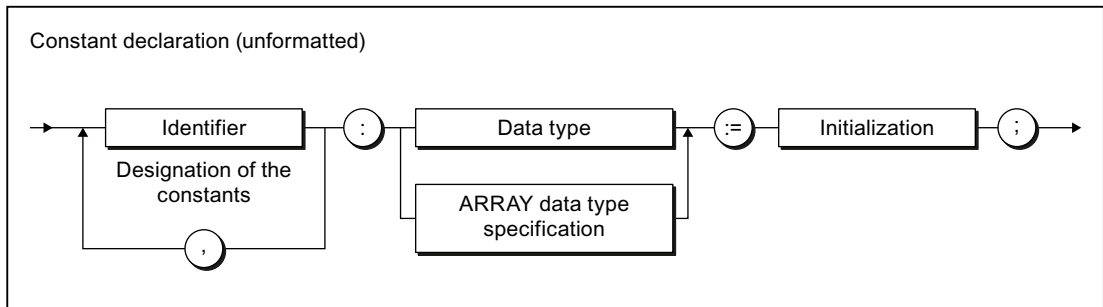 Constant declaration (unformatted)
Identifier
:
Data type
:=
Initialization
;
Designation of the
constants
ARRAY data type
specification
,